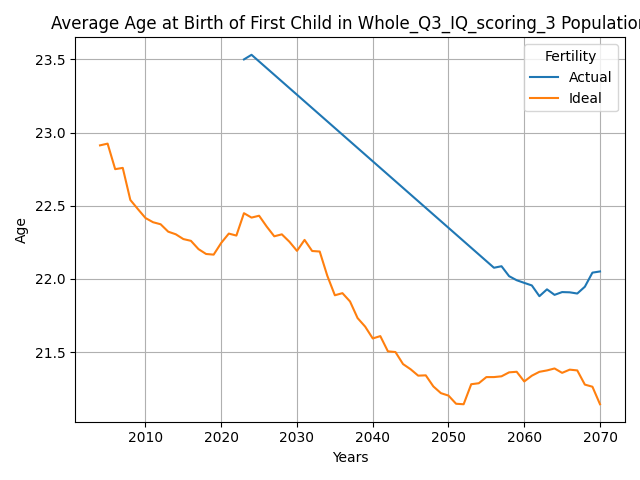 Average Age at Birth of First Child in Whole_Q3_IQ_scoring_3 Population
Fertility
Actual
Ideal
23.5
23.0
22.5
22.0
21.5
Age
2010 2020 2030 2040 2050 2060 2070
Years